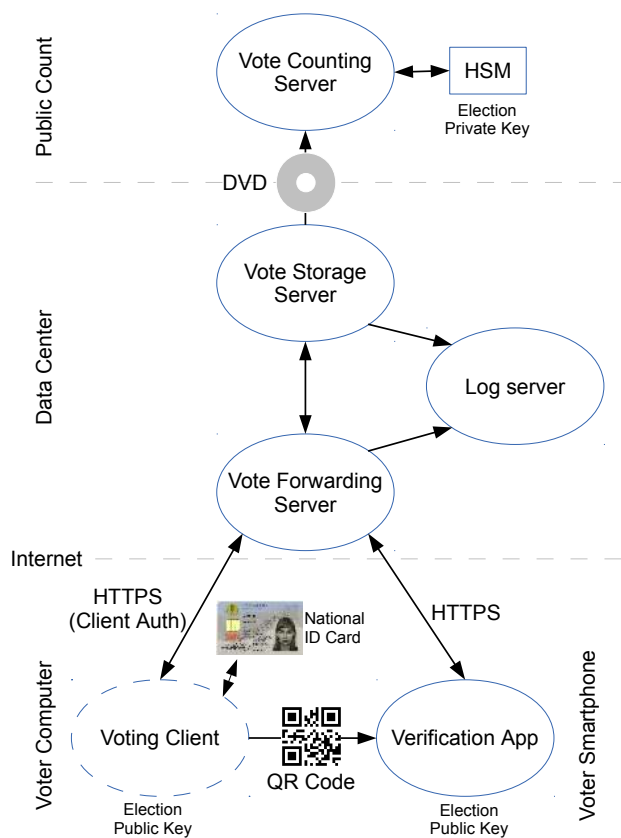 Public Count
Vote Counting
Server
HSM
Election
Private Key
DVD
Data Center
Vote Storage
Server
Log server
Vote Forwarding
Server
Internet
HTTPS
(Client Auth)
National
ID Card
HTTPS
Voter Computer
Voting Client
QR Code
Verification App
Voter Smartphone
Election
Public Key
Election
Public Key